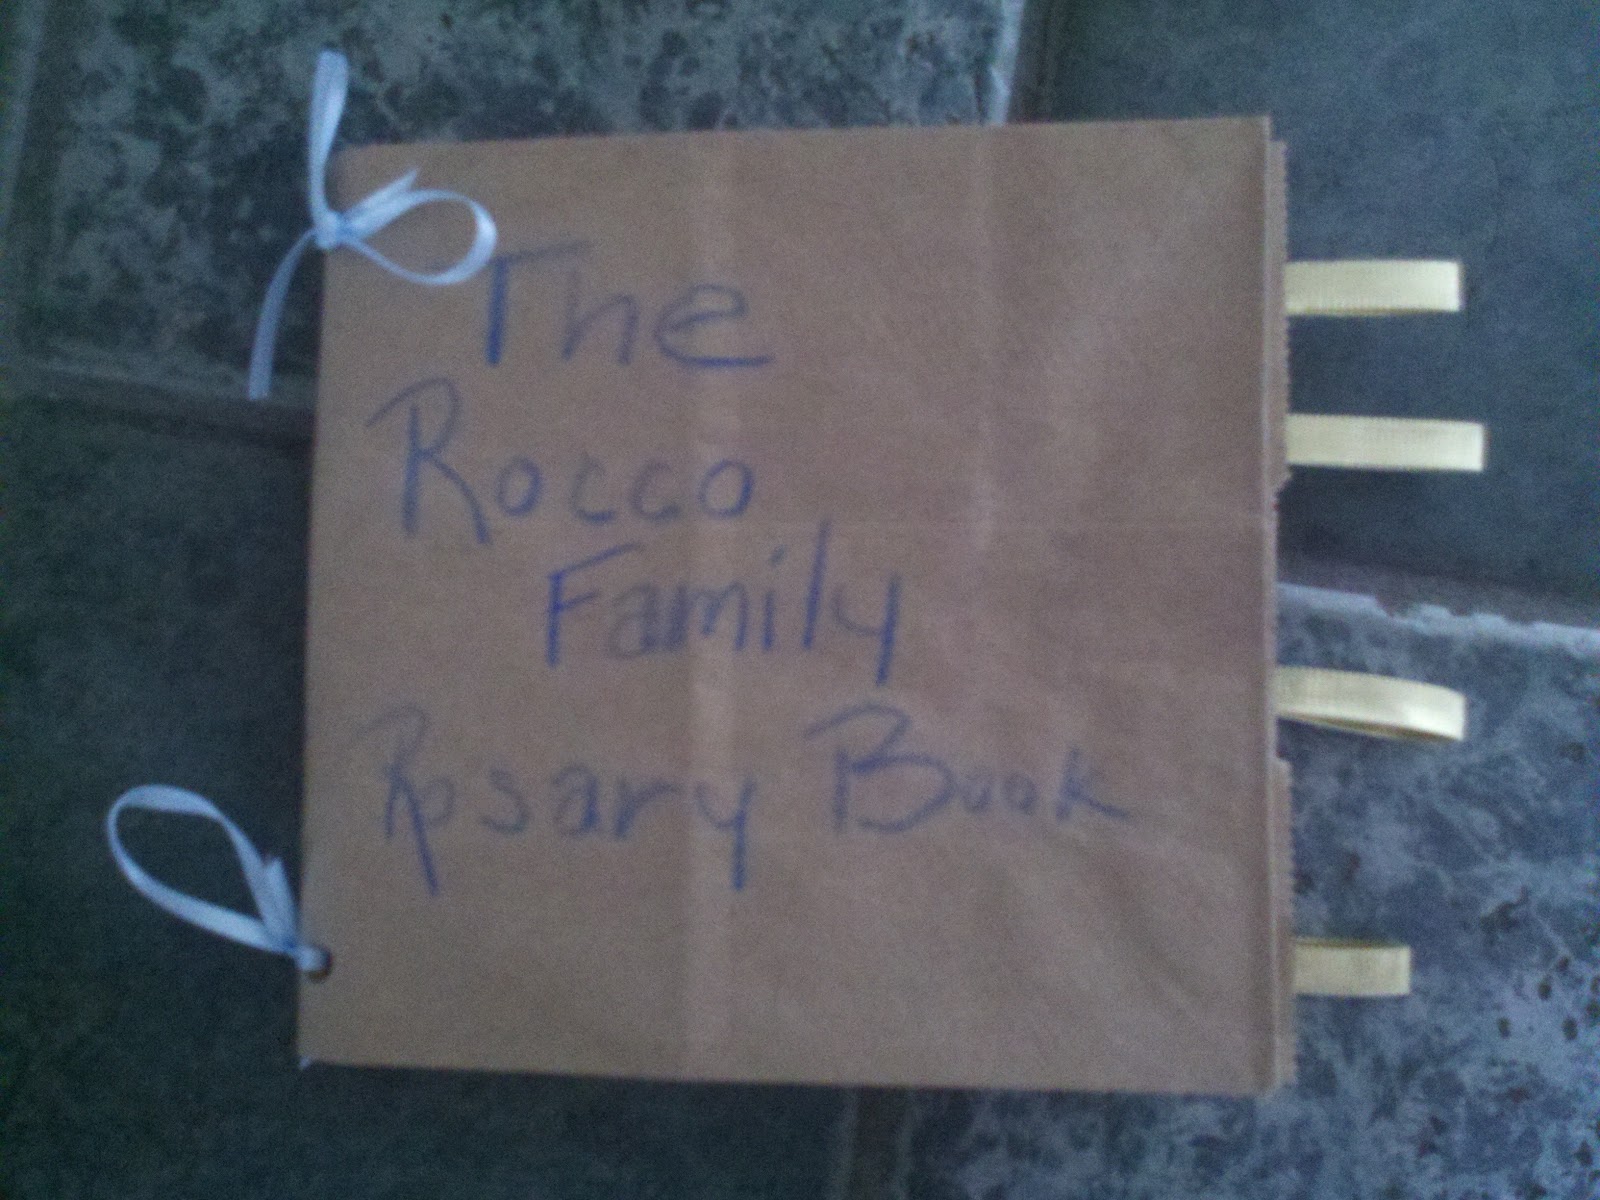 The
Rocco
Family
Rosary Book